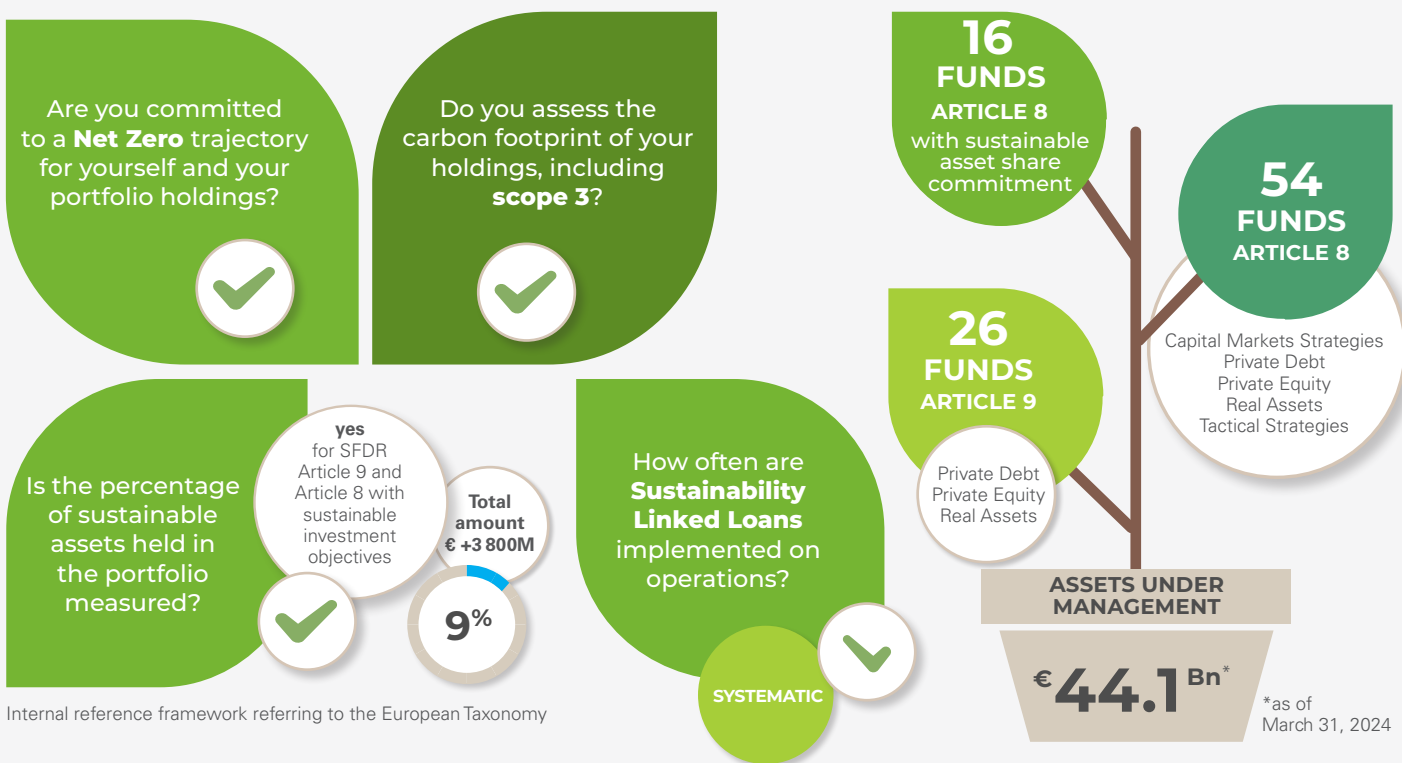 Are you committed
to a Net Zero trajectory
for yourself and your
portfolio holdings?
Do you assess the
carbon footprint of your
holdings, including
scope 3?
Is the percentage
of sustainable
assets held in
the portfolio
measured?
yes
for SFDR
Article 9 and
Article 8 with
sustainable
investment
objectives
Total
amount
€ +3 800M
9%
How often are
Sustainability
Linked Loans
implemented on
operations?
SYSTEMATIC
Internal reference framework referring to the European Taxonomy
16
FUNDS
ARTICLE 8
with sustainable
asset share
commitment
54
FUNDS
ARTICLE 8
Capital Markets Strategies
Private Debt
Private Equity
Real Assets
Tactical Strategies
26
FUNDS
ARTICLE 9
Private Debt
Private Equity
Real Assets
ASSETS UNDER
MANAGEMENT
€44.1 Bn*
*as of
March 31, 2024